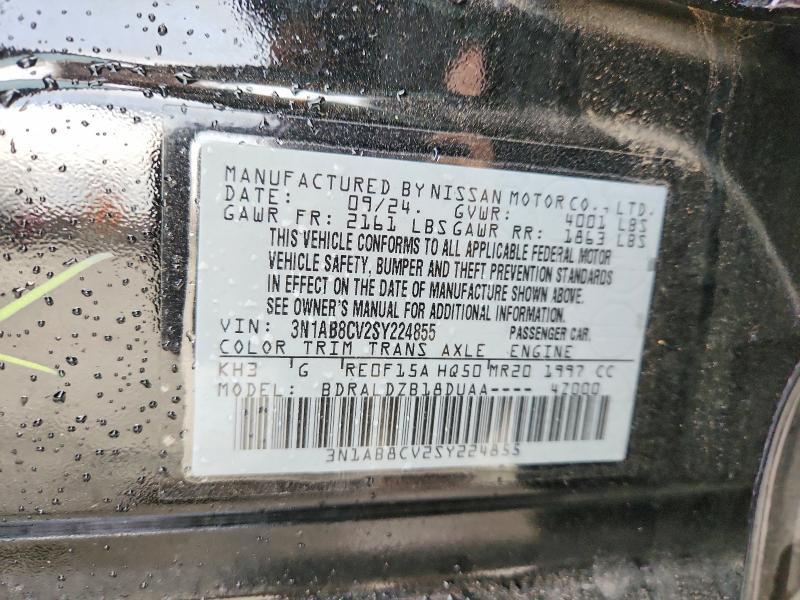 MANUFACTURED BY NISSAN MOTOR CO., LTD.
DATE: 09/24. GVWR: 4001 LBS
GAWR FR: 2161 LBS GAWR RR: 1863 LBS
THIS VEHICLE CONFORMS TO ALL APPLICABLE FEDERAL MOTOR
VEHICLE SAFETY, BUMPER AND THEFT PREVENTION STANDARDS
IN EFFECT ON THE DATE OF MANUFACTURE SHOWN ABOVE.
SEE OWNER'S MANUAL FOR ADDITIONAL INFORMATION.
VIN: 3N1AB8CV2SY224855 PASSENGER CAR.
COLOR TRIM TRANS AXLE ENGINE
KH3 G RE0F15A HQ50 MR20 1997 CC
MODEL: BDRALDZB18DUAA---- 4Z000
3N1AB8CV2SY224855